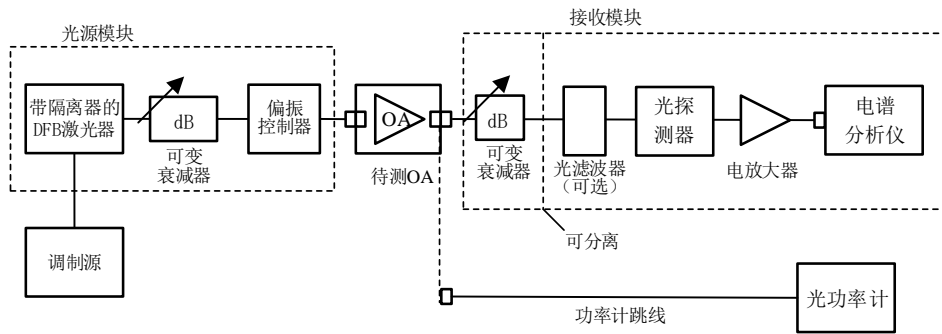 光源模块
接收模块
带隔离器的
DFB激光器
dB
可变
衰减器
偏振
控制器
OA
待测OA
dB
可变
衰减器
光滤波器
（可选）
光探
测器
电放大器
电谱
分析仪
可分离
调制源
功率计跳线
光功率计